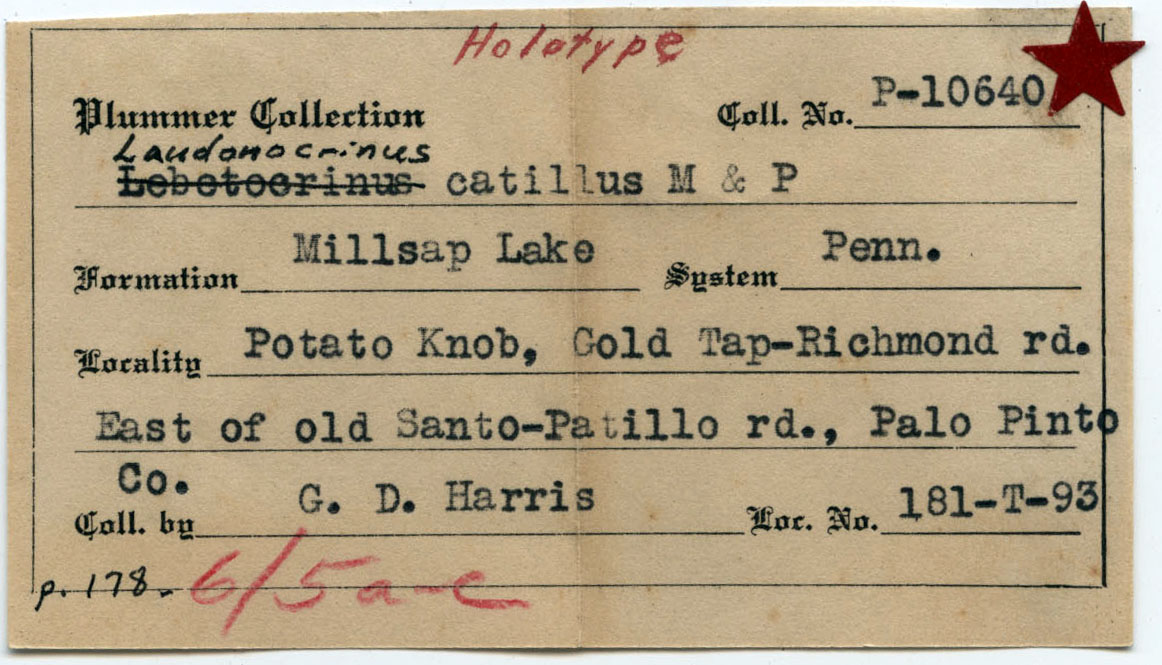 Holotype
Plummer Collection Coll. No. P-10640
Laudonocrinus
Lebetocrinus catillus M & P
Formation Millsap Lake System Penn.
Locality Potato Knob, Gold Tap-Richmond rd.
East of old Santo-Patillo rd., Palo Pinto
Co.
Coll. by G. D. Harris Loc. No. 181-T-93
p. 178- 6/5a-c